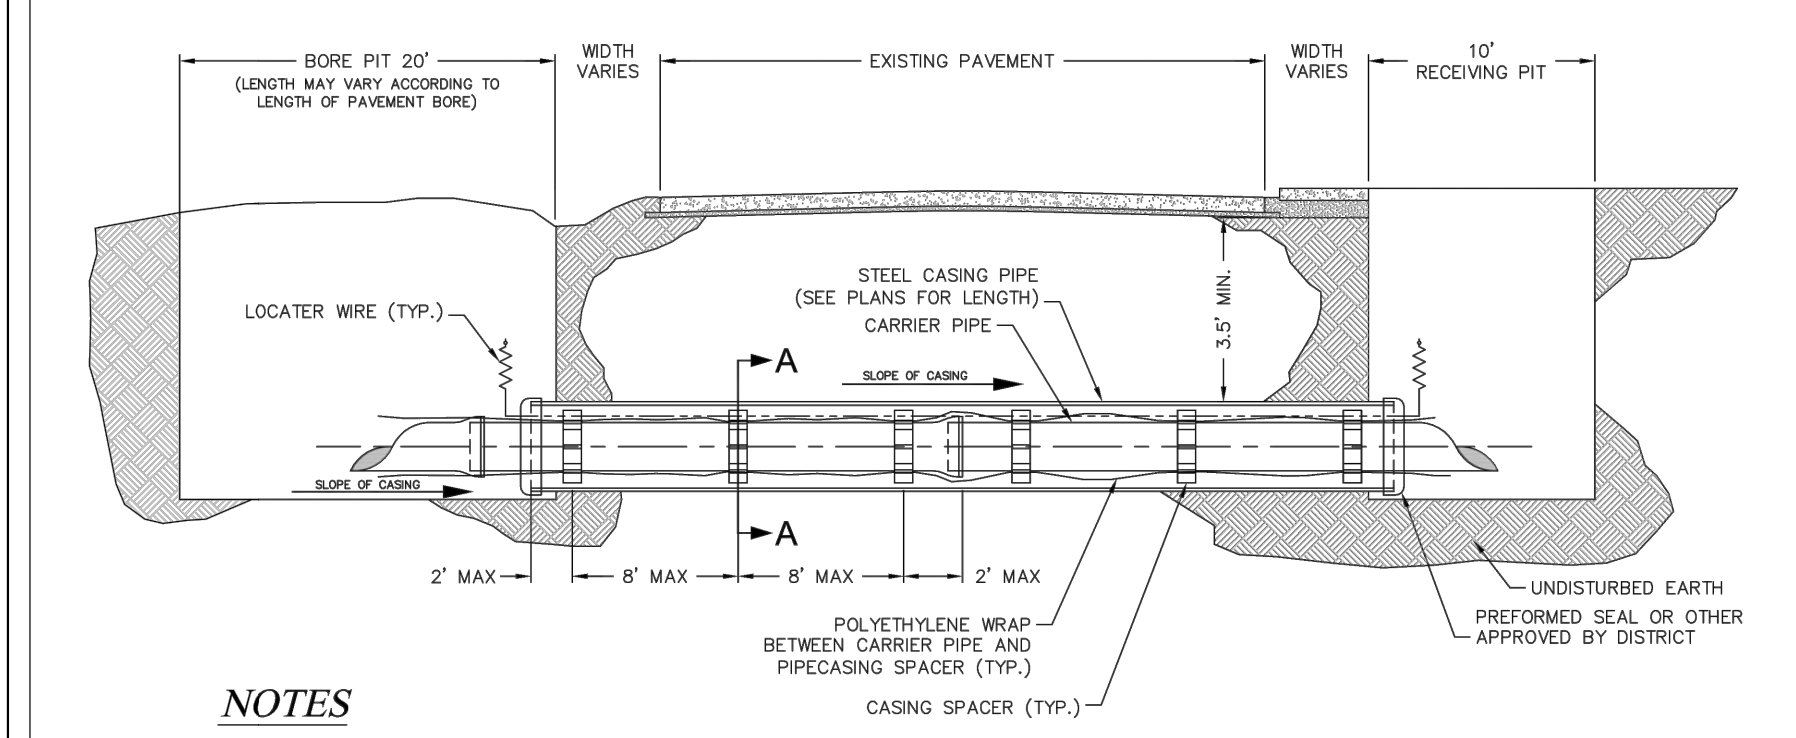 BORE PIT 20'
(LENGTH MAY VARY ACCORDING TO
LENGTH OF PAVEMENT BORE)
WIDTH
VARIES
EXISTING PAVEMENT
WIDTH
VARIES
10'
RECEIVING PIT
STEEL CASING PIPE
(SEE PLANS FOR LENGTH)
CARRIER PIPE
3.5' MIN.
LOCATER WIRE (TYP.)
A
SLOPE OF CASING
SLOPE OF CASING
A
2' MAX
8' MAX
8' MAX
2' MAX
UNDISTURBED EARTH
PREFORMED SEAL OR OTHER
APPROVED BY DISTRICT
POLYETHYLENE WRAP
BETWEEN CARRIER PIPE AND
PIPECASING SPACER (TYP.)
CASING SPACER (TYP.)
NOTES